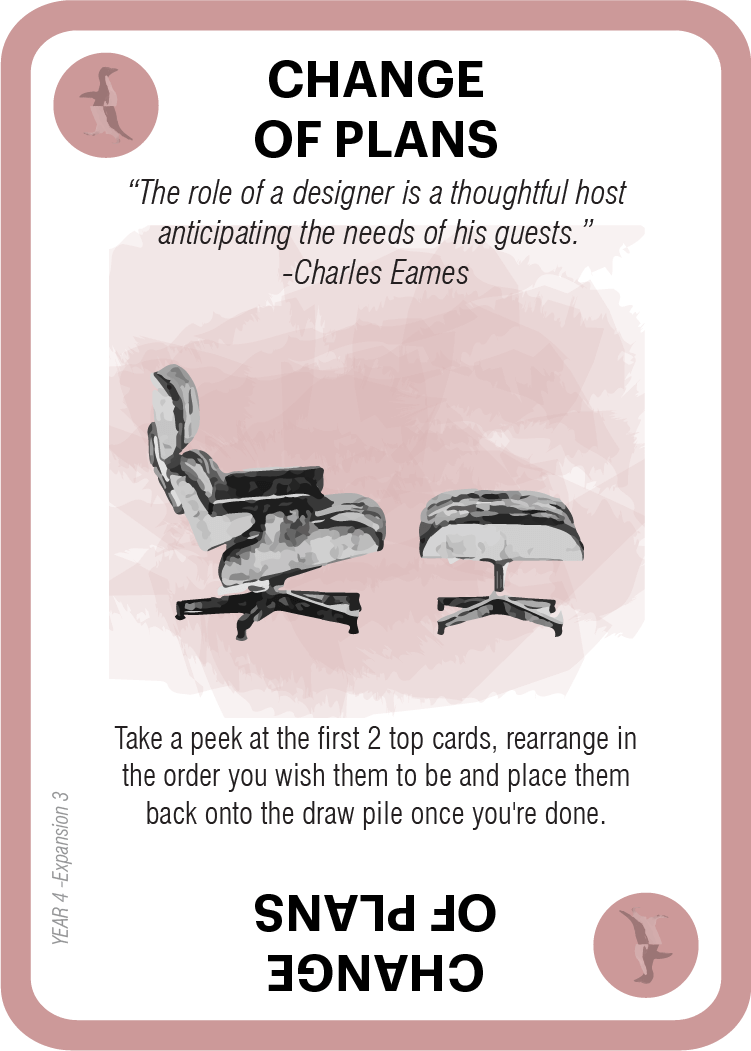 CHANGE
OF PLANS
“The role of a designer is a thoughtful host
anticipating the needs of his guests.”
-Charles Eames
Take a peek at the first 2 top cards, rearrange in
the order you wish them to be and place them
back onto the draw pile once you're done.
YEAR 4 -Expansion 3
CHANGE
OF PLANS